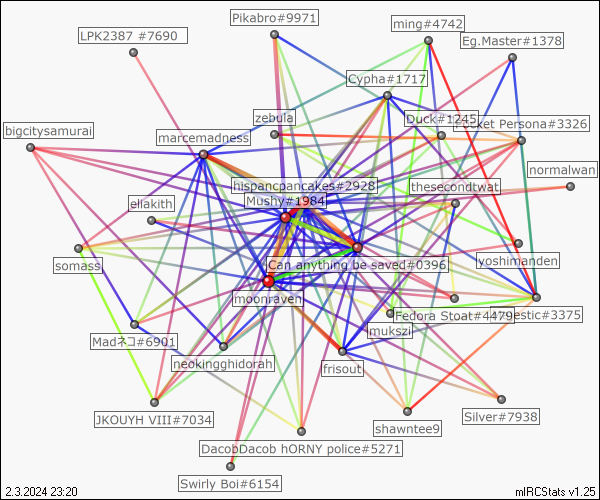 Pikabro#9971
ming#4742
LPK2387 #7690
Eg.Master#1378
Cypha#1717
zebula
Duck#1245
ket Persona#3326
bigcitysamurai
marcemadness
normalwan
hispancpancakes#2928
thesecondtwat
Mushy#1984
ellakith
yoshimanden
somass
Can anything be saved#0396
moonraven
Fedora Stoat#4479
estic#3375
mukszi
Madネコ#6901
neokingghidorah
frisout
JKOUYH VIII#7034
Silver#7938
shawntee9
DacobDacob hORNY police#5271
Swirly Boi#6154
2.3.2024 23:20
mIRCStats v1.25